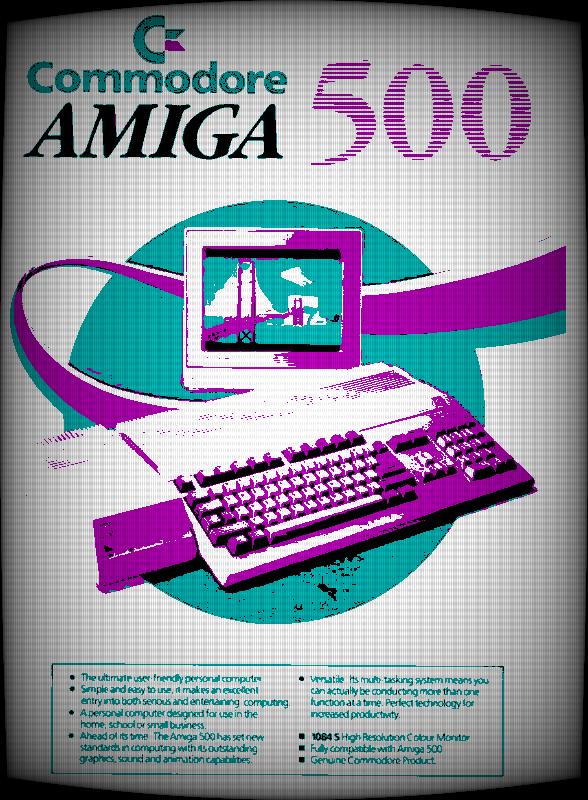 Commodore
AMIGA 500
• The ultimate user-friendly personal computer
• Simple and easy to use, it makes an excellent
entry into both serious and entertaining computing.
• A personal computer designed for use in the
home, school or small business.
• Ahead of its time. The Amiga 500 has set new
standards in computing with its outstanding
graphics, sound and animation capabilities.
• Versatile. Its multi-tasking system means you
can actually be conducting more than one
function at a time. Perfect technology for
increased productivity.
■ 1084 S High Resolution Colour Monitor
■ Fully compatible with Amiga 500
■ Genuine Commodore Product.